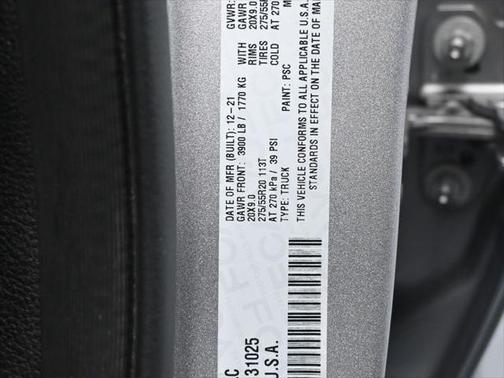 GVWR:
DATE OF MFR (BUILT): 12-21 GAWR
GAWR FRONT: 3900 LB / 1770 KG WITH
20X9.0 RIMS 20X9.0
275/55R20 113T TIRES 275/55R
AT 270 kPa / 39 PSI COLD AT 270
TYPE: TRUCK PAINT: PSC M
THIS VEHICLE CONFORMS TO ALL APPLICABLE U.S.A.
STANDARDS IN EFFECT ON THE DATE OF MA
31025
U.S.A.